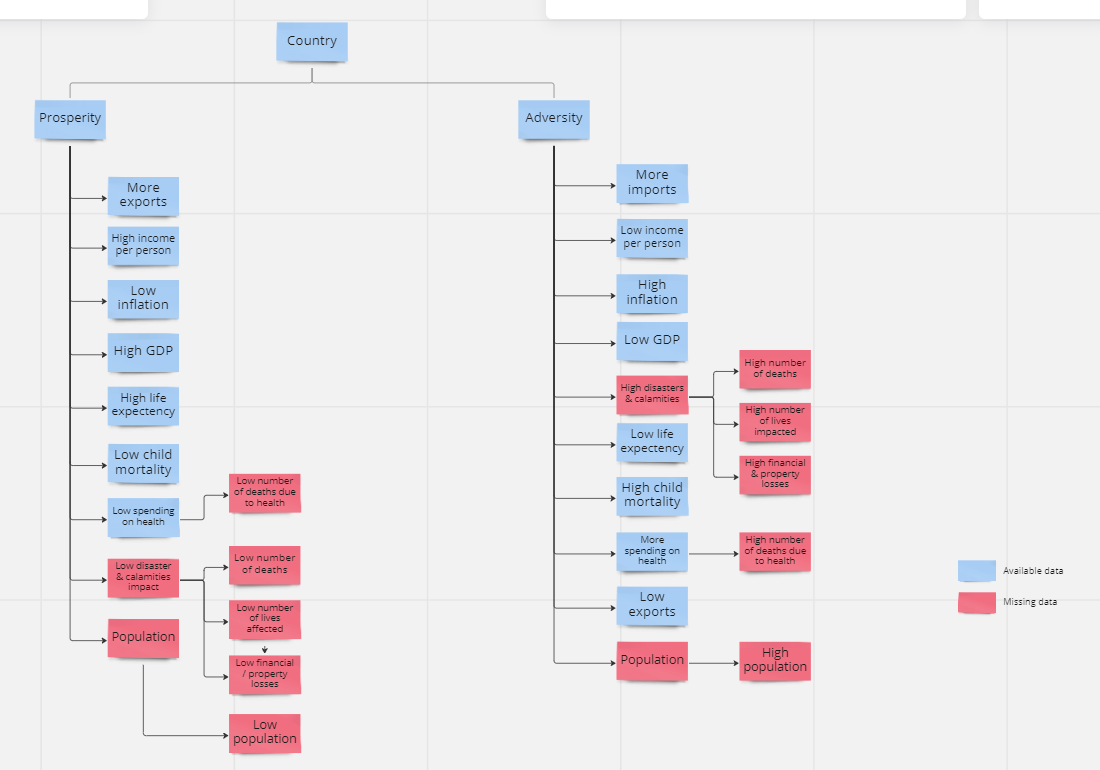 Country
Prosperity
More
exports
High income
per person
Low
inflation
High GDP
High life
expectency
Low child
mortality
Low spending
on health
Low number
of deaths due
to health
Low disaster
& calamities
impact
Low number
of deaths
Low number
of lives
affected
Low financial
/ property
losses
Population
Low
population
Adversity
More
imports
Low income
per person
High
inflation
Low GDP
High disasters
& calamities
High number
of deaths
High number
of lives
impacted
High financial
& property
losses
Low life
expectency
High child
mortality
More
spending on
health
High number
of deaths due
to health
Low
exports
Population
High
population
Available data
Missing data